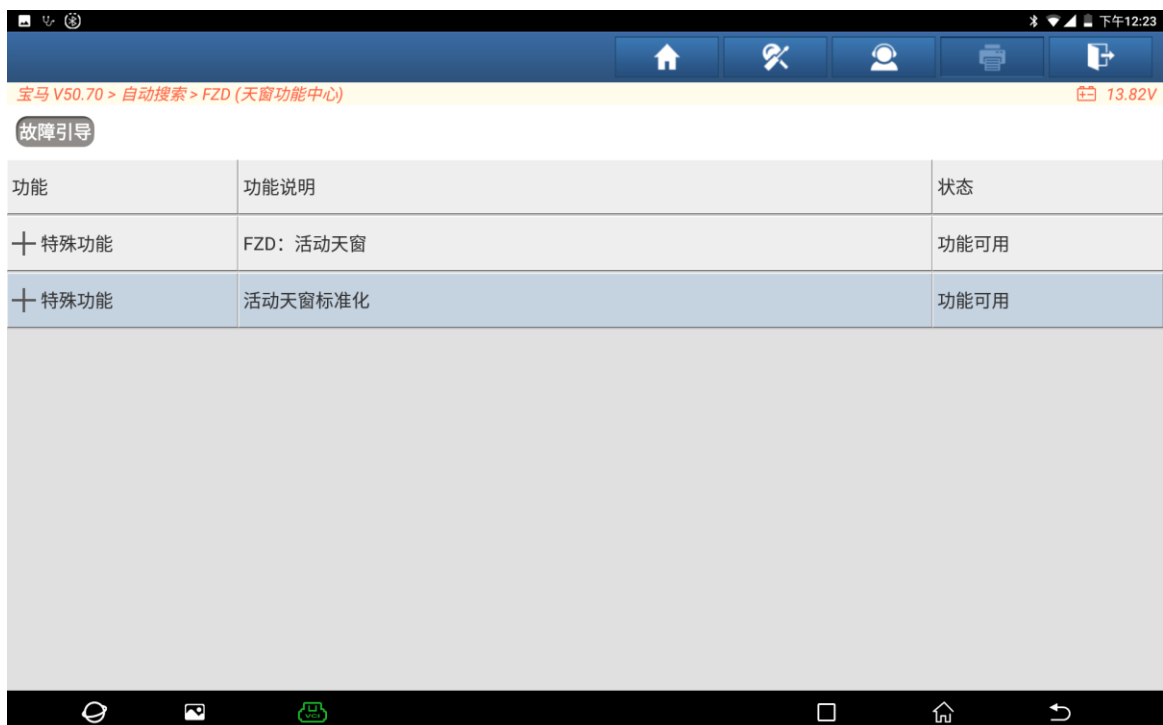 下午12:23
宝马 V50.70 > 自动搜索 > FZD (天窗功能中心) 13.82V
故障引导
功能 功能说明 状态
特殊功能 FZD：活动天窗 功能可用
特殊功能 活动天窗标准化 功能可用
VCI